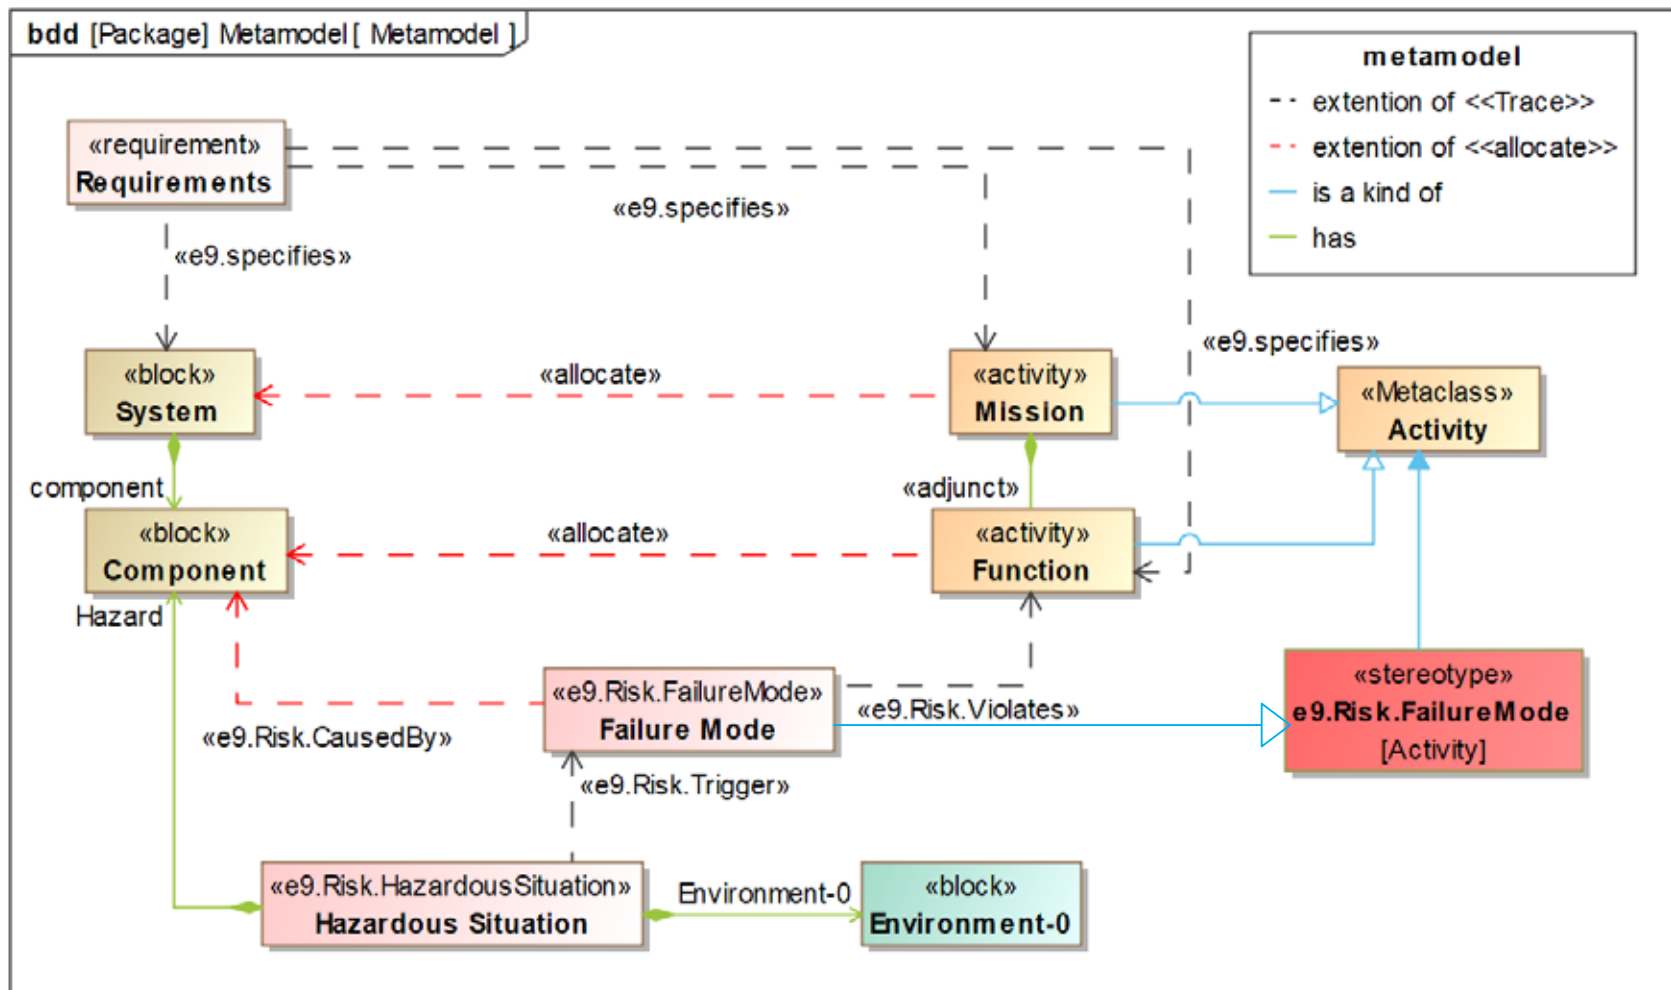 bdd [Package] Metamodel [ Metamodel ]
metamodel
extention of <<Trace>>
extention of <<allocate>>
is a kind of
has
«requirement»
Requirements
«e9.specifies»
«e9.specifies»
«e9.specifies»
«block»
System
«allocate»
«activity»
Mission
«Metaclass»
Activity
component
«adjunct»
«block»
Component
«allocate»
«activity»
Function
Hazard
«e9.Risk.FailureMode»
Failure Mode
«e9.Risk.Violates»
«stereotype»
e9.Risk.FailureMode
[Activity]
«e9.Risk.CausedBy»
«e9.Risk.Trigger»
«e9.Risk.HazardousSituation»
Hazardous Situation
Environment-0
«block»
Environment-0